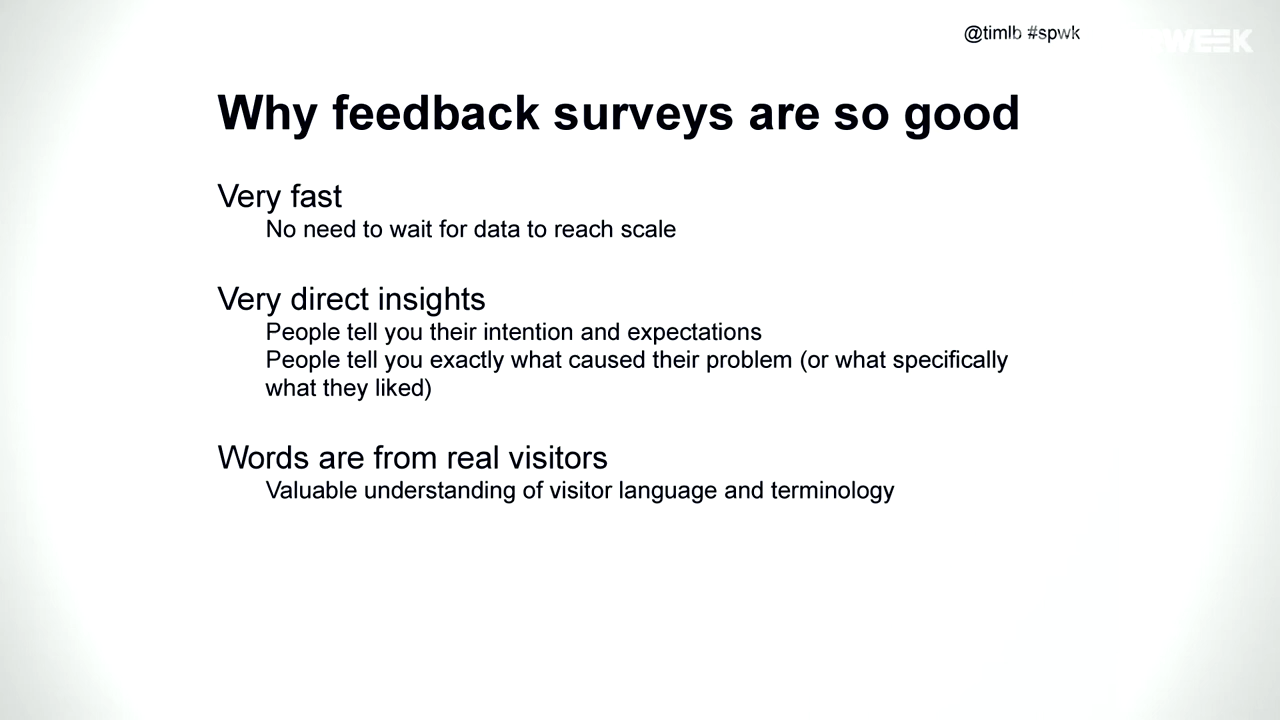 @timlb #spwk
WEEK
Why feedback surveys are so good
Very fast
No need to wait for data to reach scale
Very direct insights
People tell you their intention and expectations
People tell you exactly what caused their problem (or what specifically
what they liked)
Words are from real visitors
Valuable understanding of visitor language and terminology